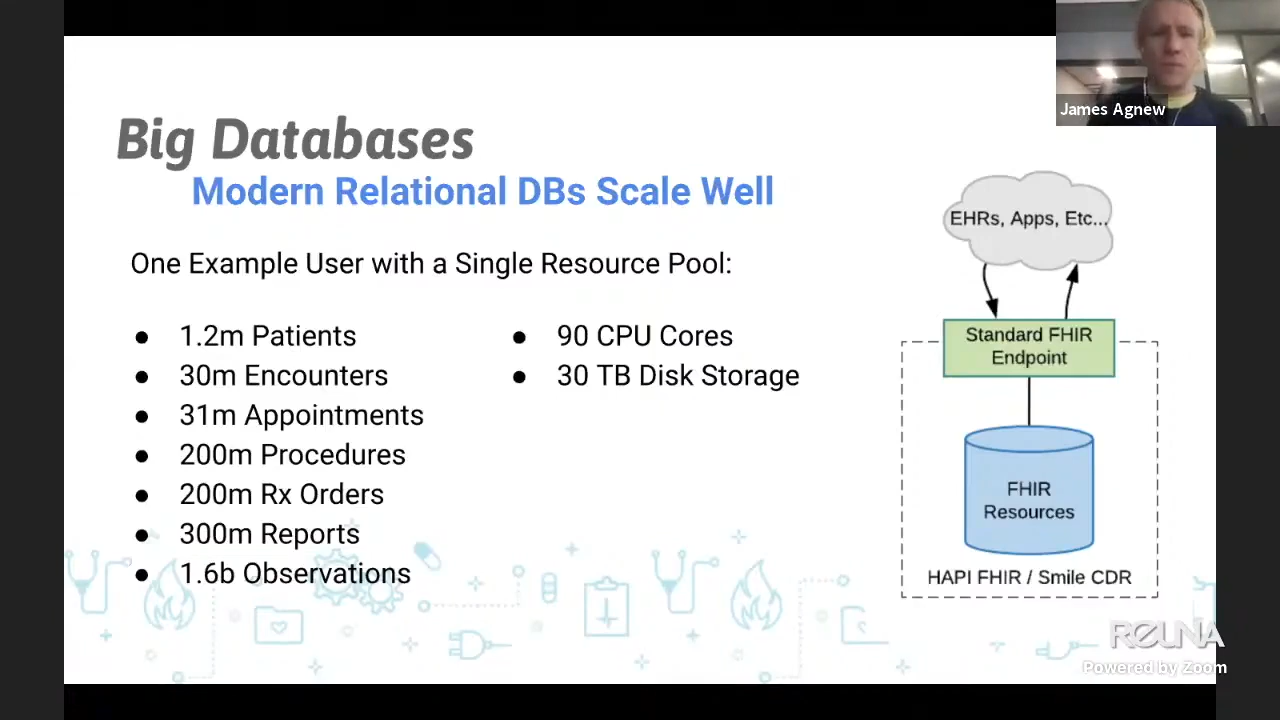 James Agnew
Big Databases
Modern Relational DBs Scale Well
One Example User with a Single Resource Pool:
● 1.2m Patients
● 30m Encounters
● 31m Appointments
● 200m Procedures
● 200m Rx Orders
● 300m Reports
● 1.6b Observations
● 90 CPU Cores
● 30 TB Disk Storage
EHRs, Apps, Etc...
Standard FHIR
Endpoint
FHIR
Resources
HAPI FHIR / Smile CDR
REUNA
Powered by Zoom